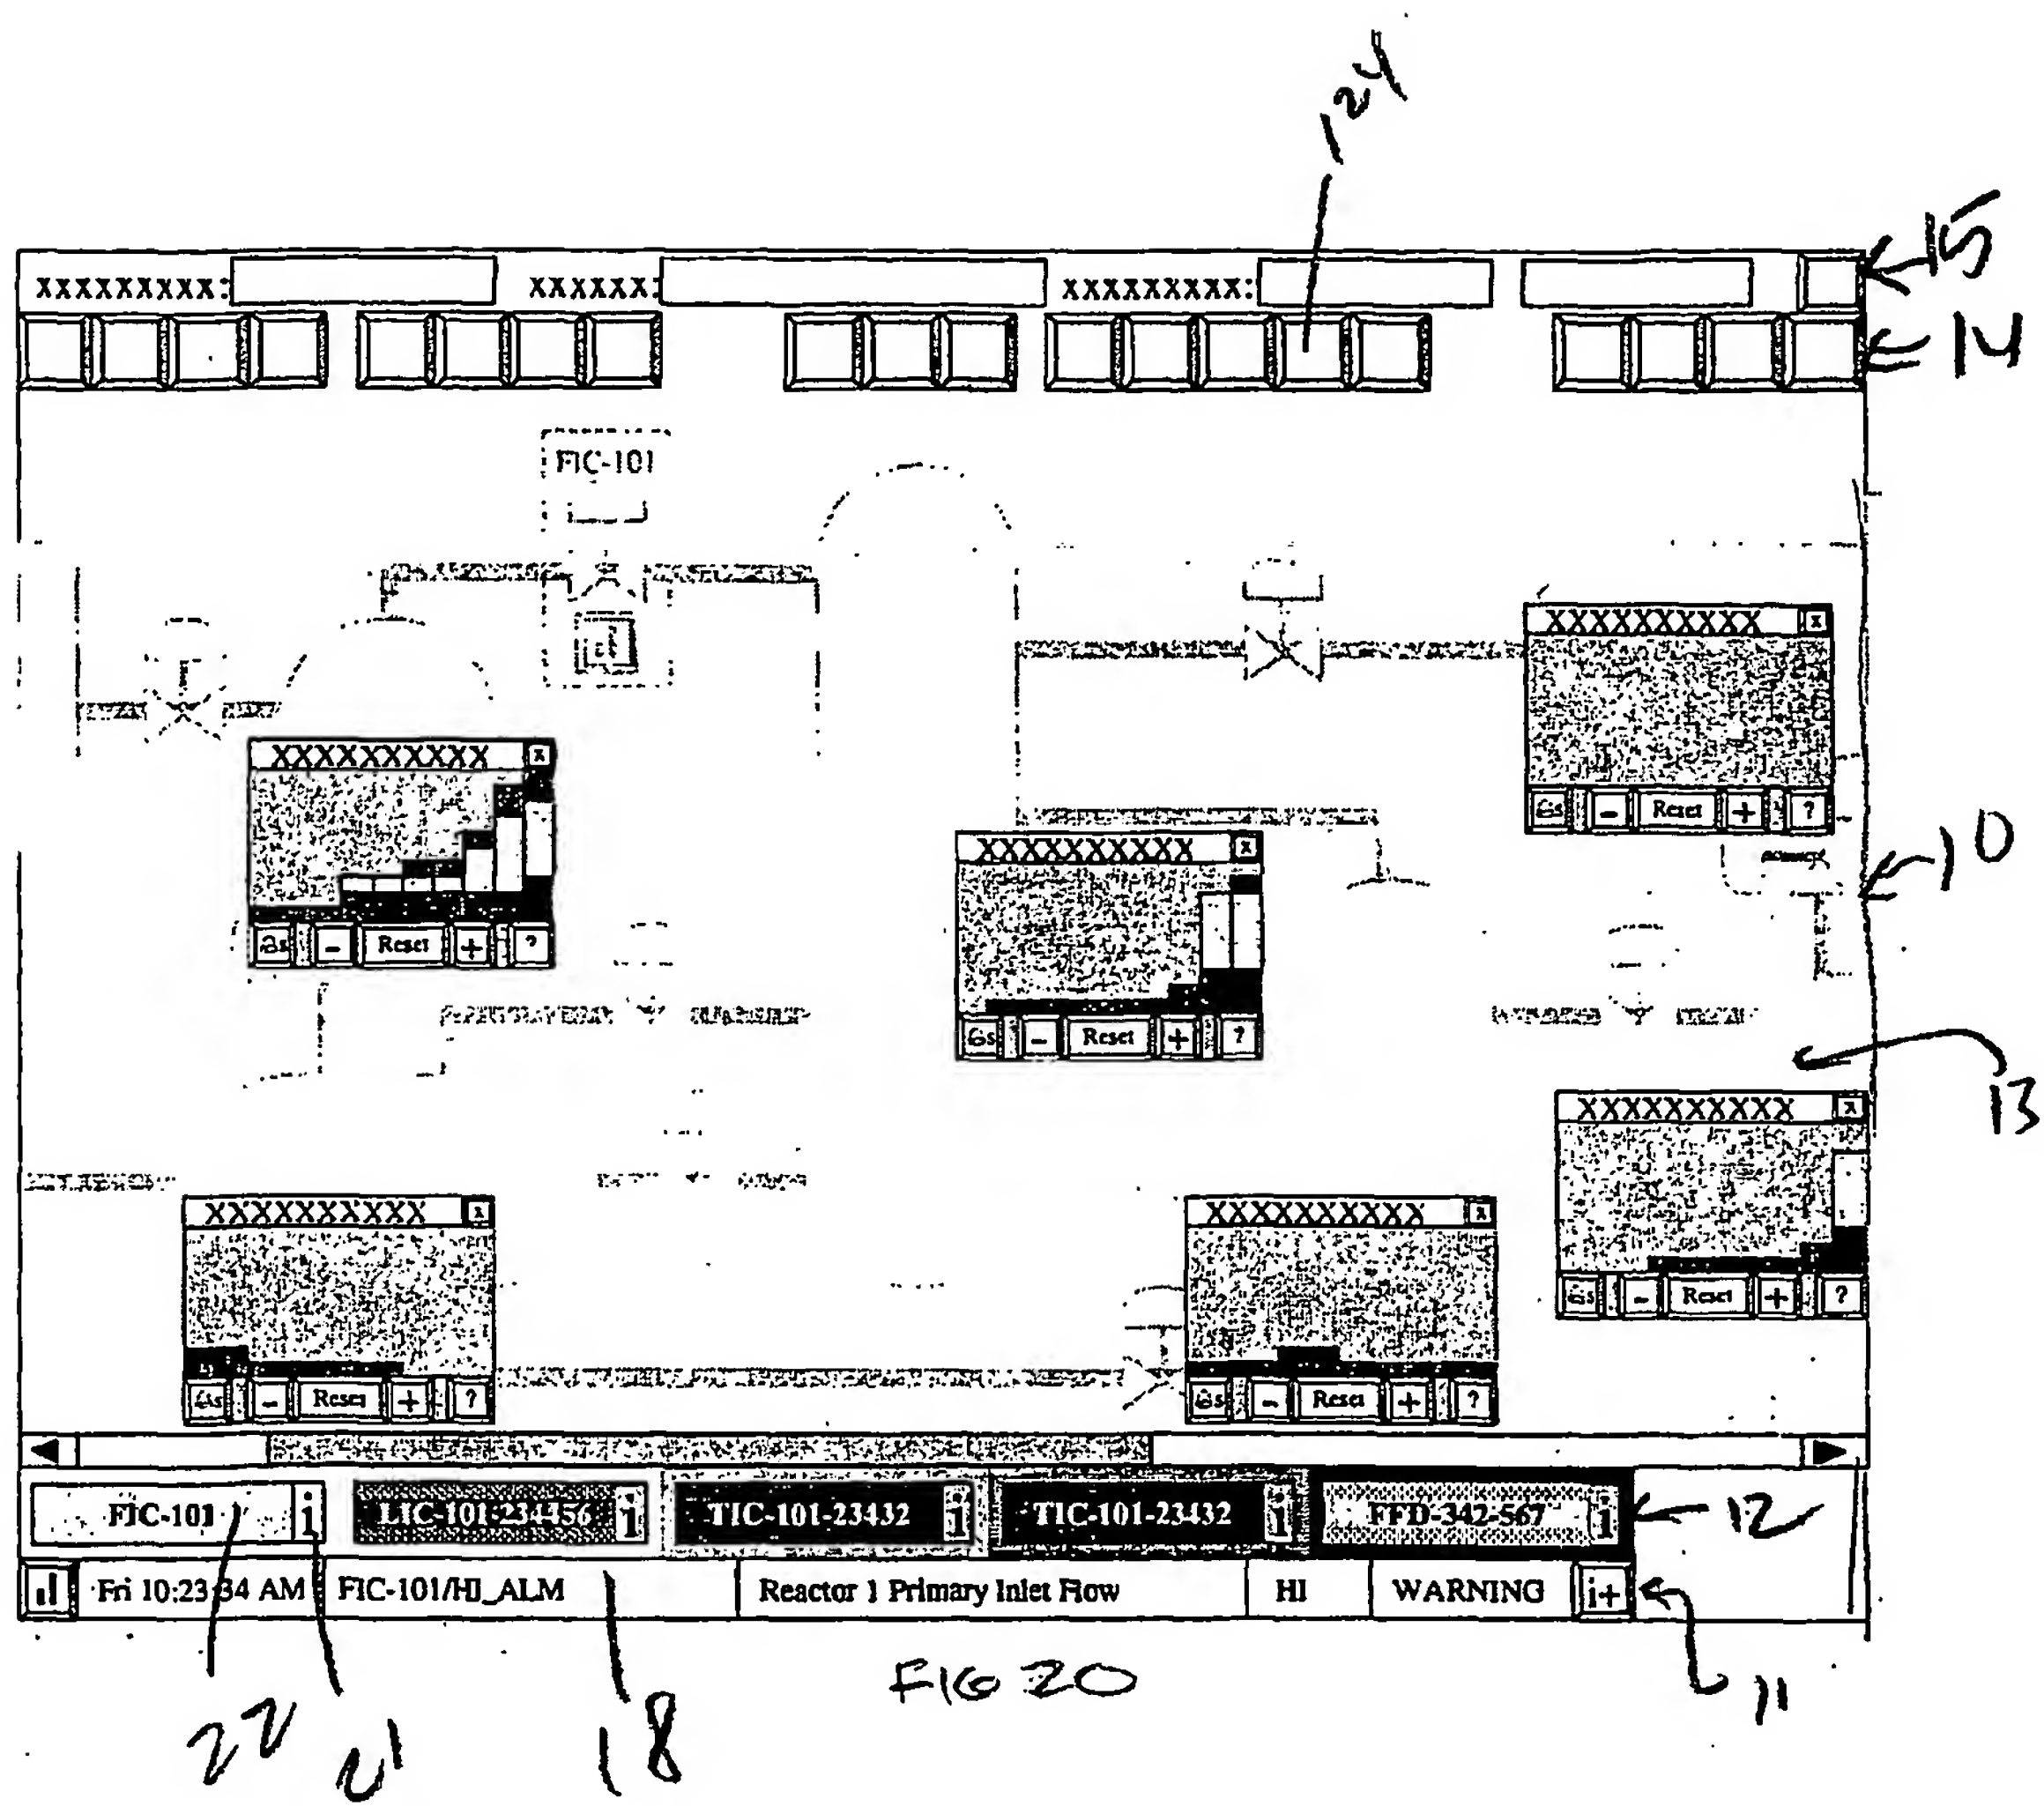 124
15
XXXXXXXXX: XXXXXX: XXXXXXXXX:
14
FIC-101
XXXXXXXXXX x
Reset + ?
XXXXXXXXXX x
- Reset + ?
10
XXXXXXXXXX x
- Reset + ?
13
XXXXXXXXXX x
- Reset + ?
XXXXXXXXXX x
- Reset + ?
XXXXXXXXXX x
- Reset + ?
FIC-101 i LIC-101-234456 i TIC-101-23432 i TIC-101-23432 i FFD-342-567 i
12
Fri 10:23:34 AM FIC-101/HI_ALM Reactor 1 Primary Inlet Flow HI WARNING i+
11
22 21 18
FIG 20